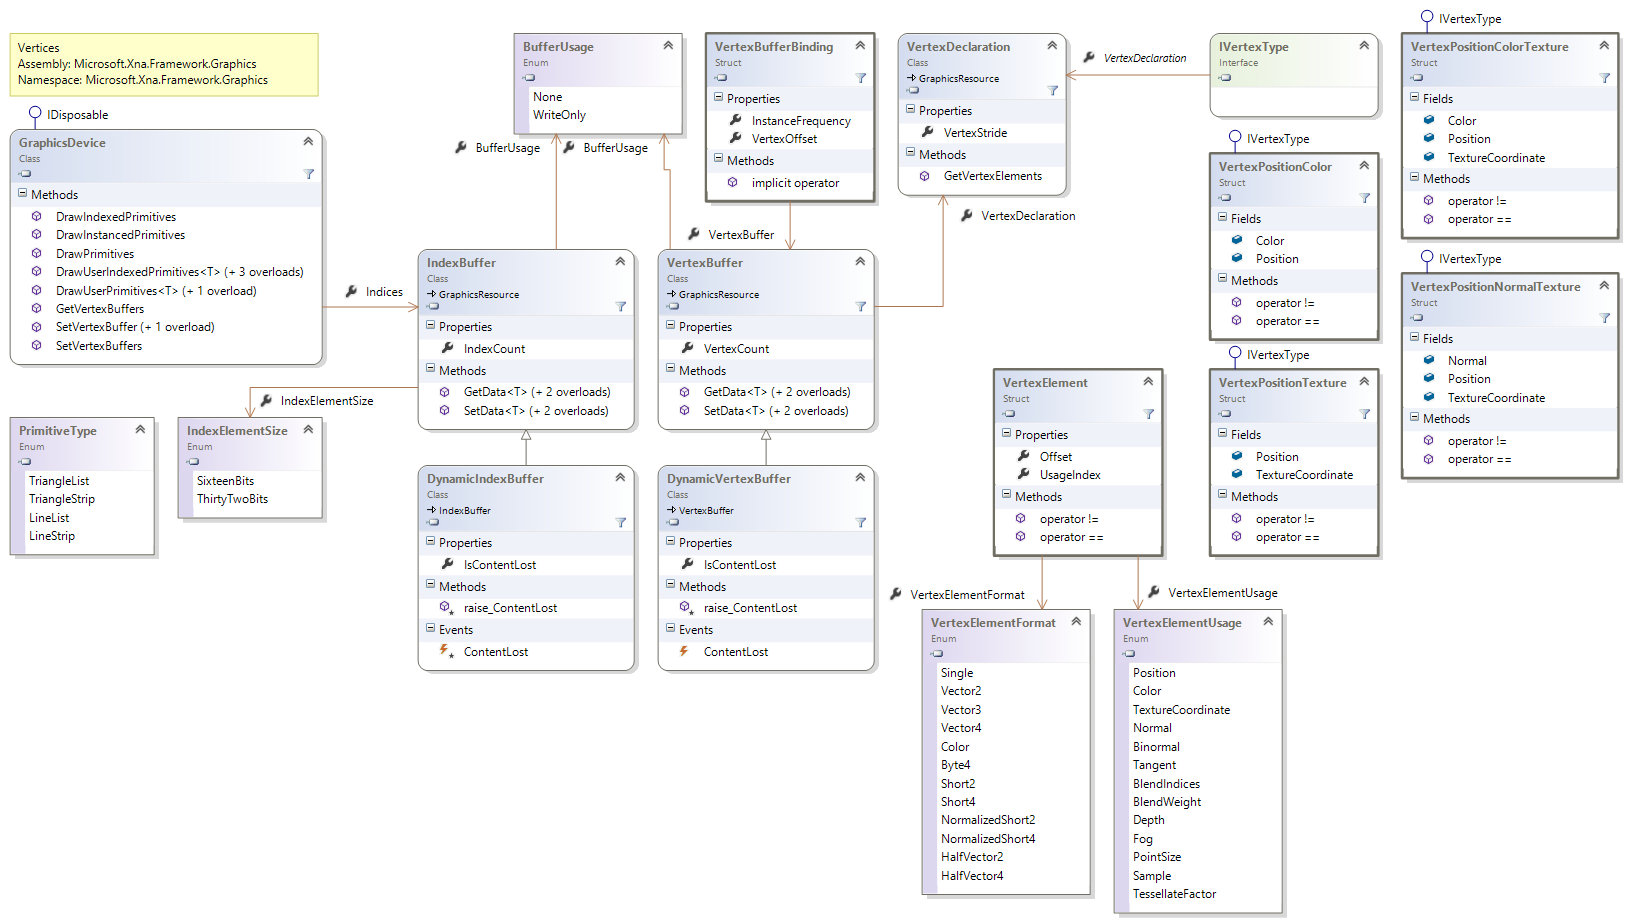 Vertices
Assembly: Microsoft.Xna.Framework.Graphics
Namespace: Microsoft.Xna.Framework.Graphics
IDisposable
GraphicsDevice
Class
Methods
DrawIndexedPrimitives
DrawInstancedPrimitives
DrawPrimitives
DrawUserIndexedPrimitives<T> (+ 3 overloads)
DrawUserPrimitives<T> (+ 1 overload)
GetVertexBuffers
SetVertexBuffer (+ 1 overload)
SetVertexBuffers
Indices
PrimitiveType
Enum
TriangleList
TriangleStrip
LineList
LineStrip
IndexElementSize
IndexElementSize
Enum
SixteenBits
ThirtyTwoBits
BufferUsage
Enum
None
WriteOnly
BufferUsage
BufferUsage
IndexBuffer
Class
GraphicsResource
Properties
IndexCount
Methods
GetData<T> (+ 2 overloads)
SetData<T> (+ 2 overloads)
DynamicIndexBuffer
Class
IndexBuffer
Properties
IsContentLost
Methods
raise_ContentLost
Events
ContentLost
VertexBufferBinding
Struct
Properties
InstanceFrequency
VertexOffset
Methods
implicit operator
VertexBuffer
VertexBuffer
Class
GraphicsResource
Properties
VertexCount
Methods
GetData<T> (+ 2 overloads)
SetData<T> (+ 2 overloads)
DynamicVertexBuffer
Class
VertexBuffer
Properties
IsContentLost
Methods
raise_ContentLost
Events
ContentLost
VertexDeclaration
Class
GraphicsResource
Properties
VertexStride
Methods
GetVertexElements
VertexDeclaration
VertexDeclaration
IVertexType
Interface
VertexElement
Struct
Properties
Offset
UsageIndex
Methods
operator !=
operator ==
VertexElementFormat
VertexElementFormat
Enum
Single
Vector2
Vector3
Vector4
Color
Byte4
Short2
Short4
NormalizedShort2
NormalizedShort4
HalfVector2
HalfVector4
VertexElementUsage
VertexElementUsage
Enum
Position
Color
TextureCoordinate
Normal
Binormal
Tangent
BlendIndices
BlendWeight
Depth
Fog
PointSize
Sample
TessellateFactor
IVertexType
VertexPositionColor
Struct
Fields
Color
Position
Methods
operator !=
operator ==
IVertexType
VertexPositionTexture
Struct
Fields
Position
TextureCoordinate
Methods
operator !=
operator ==
IVertexType
VertexPositionColorTexture
Struct
Fields
Color
Position
TextureCoordinate
Methods
operator !=
operator ==
IVertexType
VertexPositionNormalTexture
Struct
Fields
Normal
Position
TextureCoordinate
Methods
operator !=
operator ==